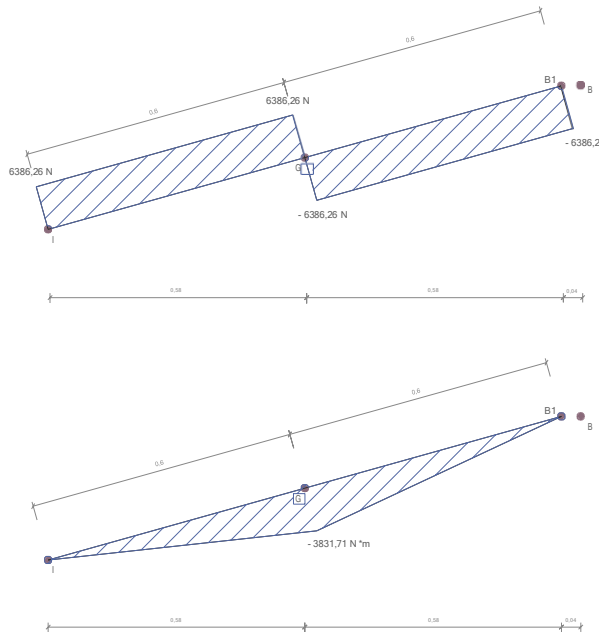 0,6
6386,26 N
0,6
6386,26 N
B1
B
- 6386,2
G
- 6386,26 N
I
0,58
0,58
0,04
0,6
0,6
B1
B
G
- 3831,71 N *m
I
0,58
0,58
0,04